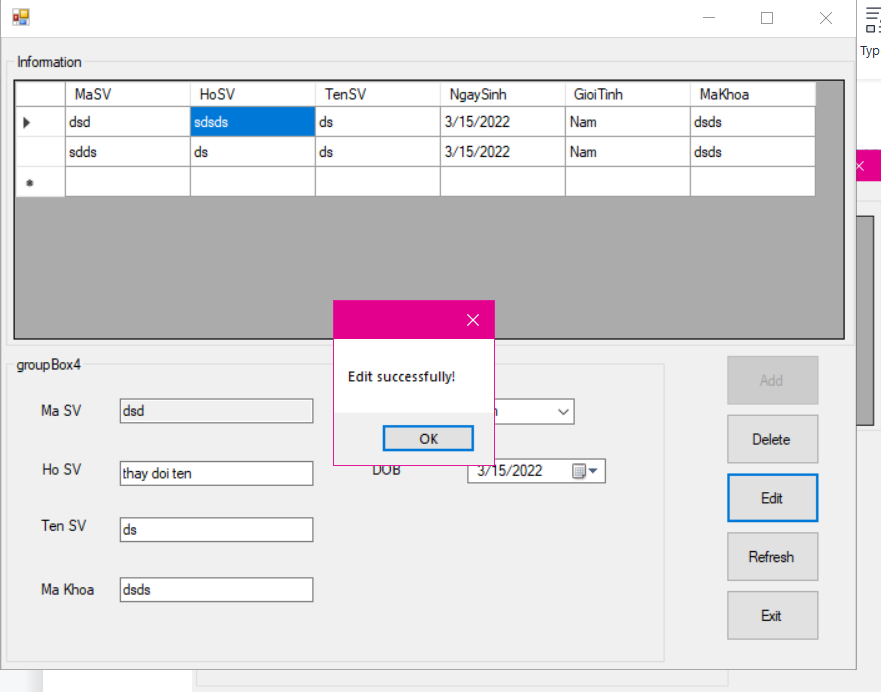 Typ
Information
MaSV HoSV TenSV NgaySinh GioiTinh MaKhoa
dsd sdsds ds 3/15/2022 Nam dsds
sdds ds ds 3/15/2022 Nam dsds
Edit successfully!
OK
groupBox4
Ma SV dsd
Ho SV thay doi ten
DOB 3/15/2022
Ten SV ds
Ma Khoa dsds
Add
Delete
Edit
Refresh
Exit